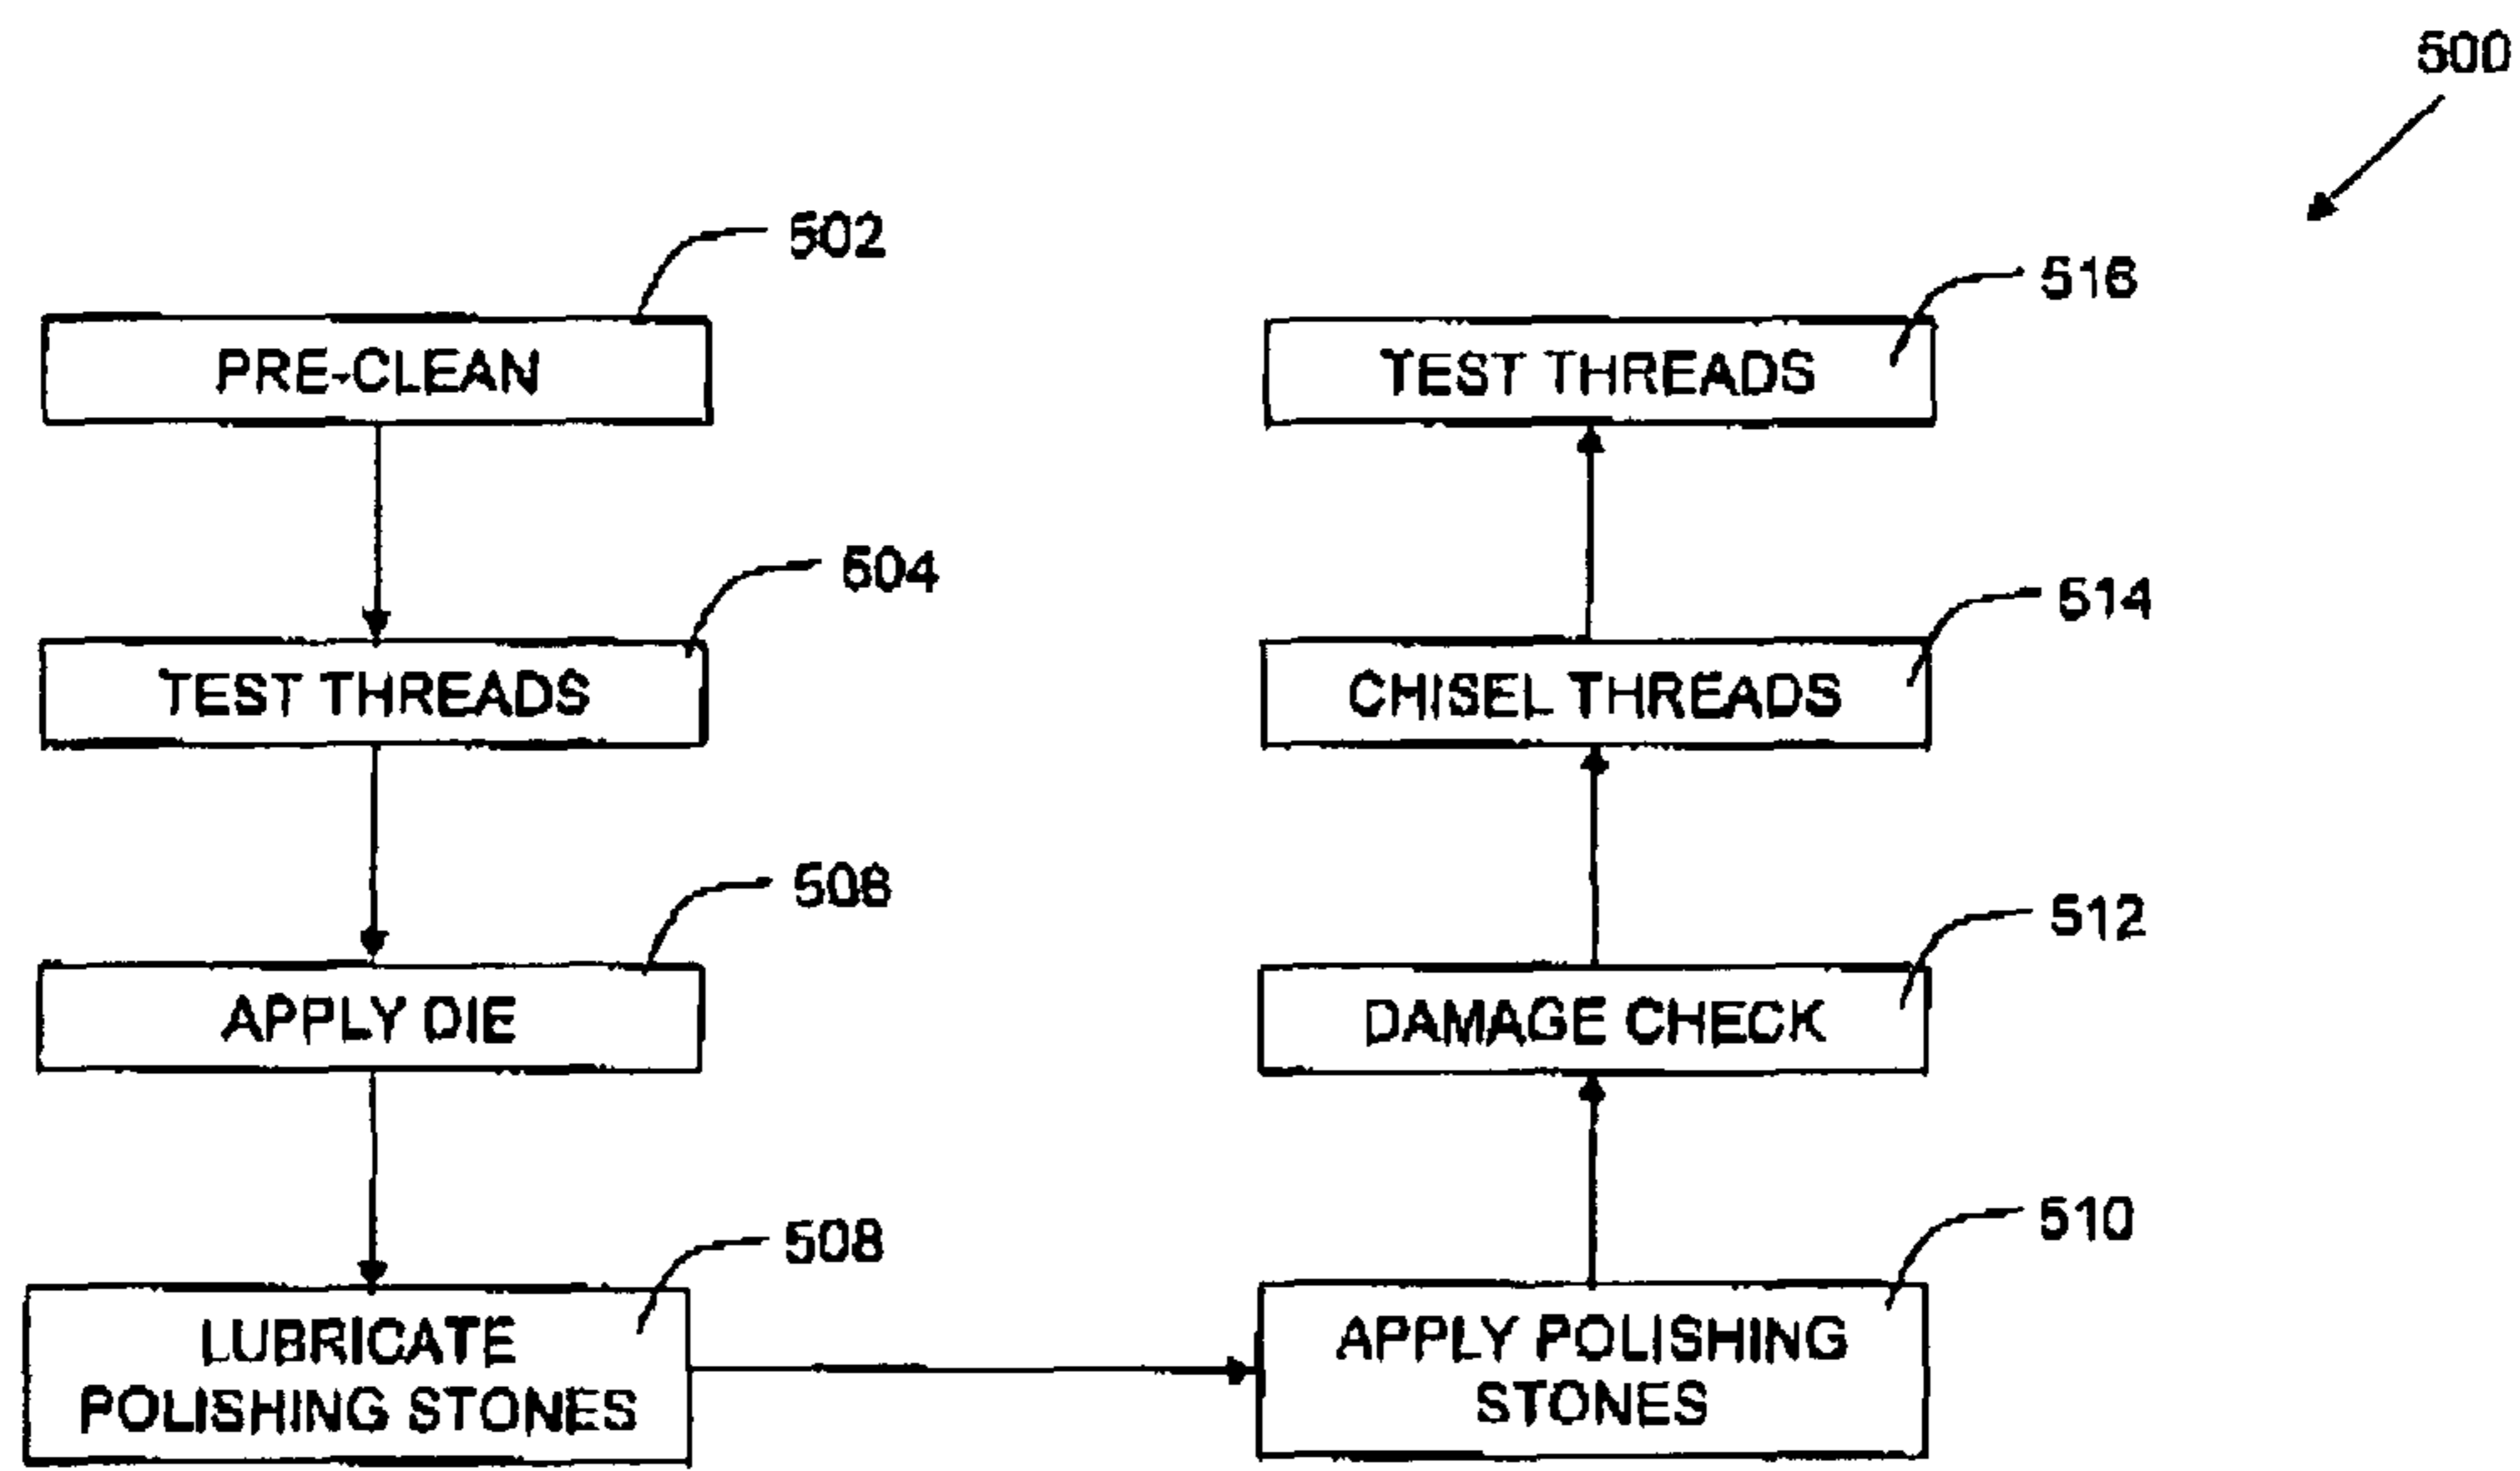 500
502
PRE-CLEAN
504
TEST THREADS
506
APPLY DIE
508
LUBRICATE
POLISHING STONES
510
APPLY POLISHING
STONES
512
DAMAGE CHECK
514
CHISEL THREADS
516
TEST THREADS